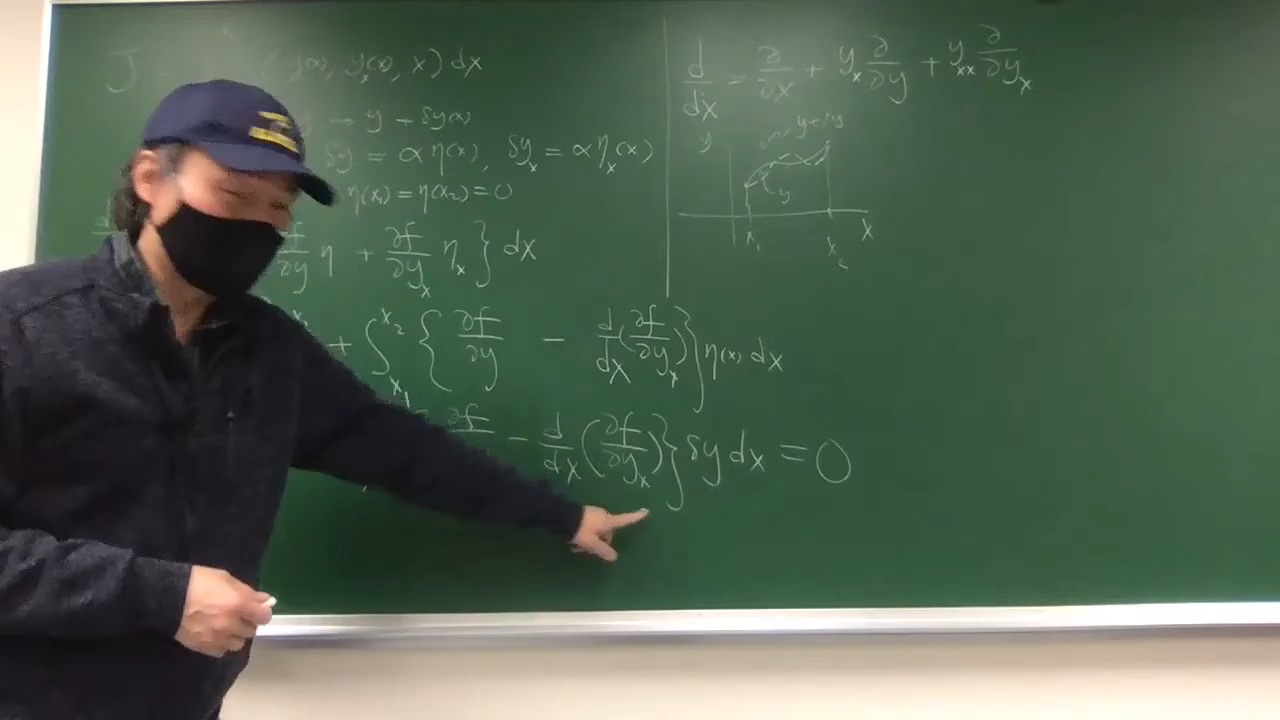 J (y(x), y_x(x), x) dx
y → y + δy(x)
δy = α η(x), δy_x = α η_x(x)
η(x_1) = η(x_2) = 0
∂f/∂y η + ∂f/∂y_x η_x } dx
+ ∫_{x_1}^{x_2} { ∂f/∂y - d/dx (∂f/∂y_x) } η(x) dx
∂f - d/dx (∂f/∂y_x) } δy dx = 0
d/dx = ∂/∂x + y_x ∂/∂y + y_xx ∂/∂y_x
y
y+δy
y
x_1
x_2
x